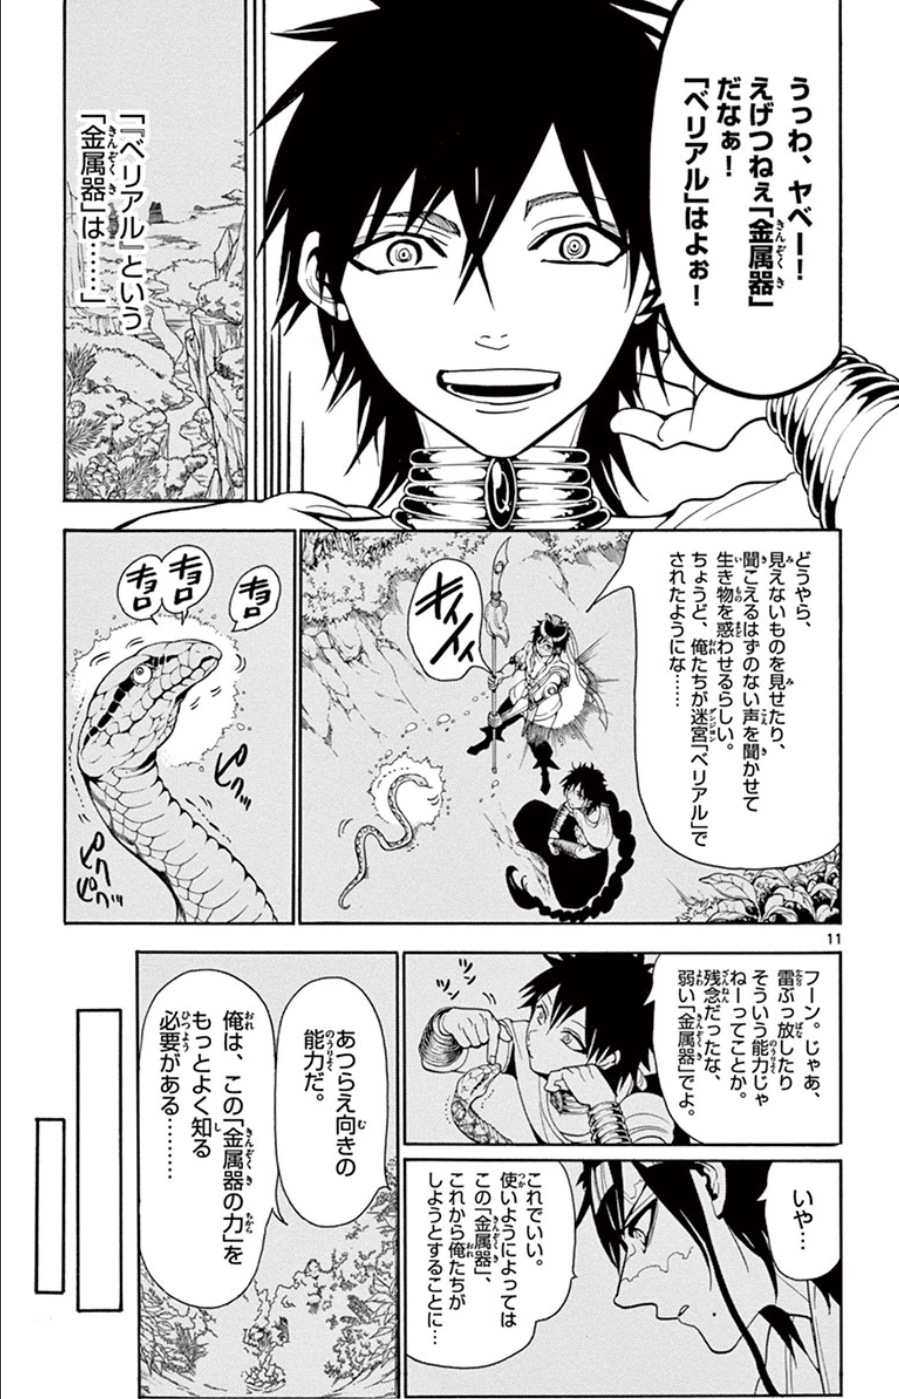 うっわ、ヤベー!
えげつねぇ「金属器」
だなぁ!
「ベリアル」はよぉ!
「『ベリアル』という
「金属器」は……」
どうやら、
見えないものを見せたり、
聞こえるはずのない声を聞かせて
生き物を惑わせるらしい。
ちょうど、俺たちが迷宮「ベリアル」で
されたようにな……
キィィィ
キョロ
キョロ
キョロ
ピクピク
ピクピクッ
11
フーン。じゃあ、
雷ぶっ放したり
そういう能力じゃ
ねーってことか。
残念だったな、
弱い「金属器」でよ。
いや…
これでいい。
使いようによっては
この「金属器」、
これから俺たちが
しようとすることに…
あつらえ向きの
能力だ。
俺は、この「金属器の力」を
もっとよく知る
必要がある………